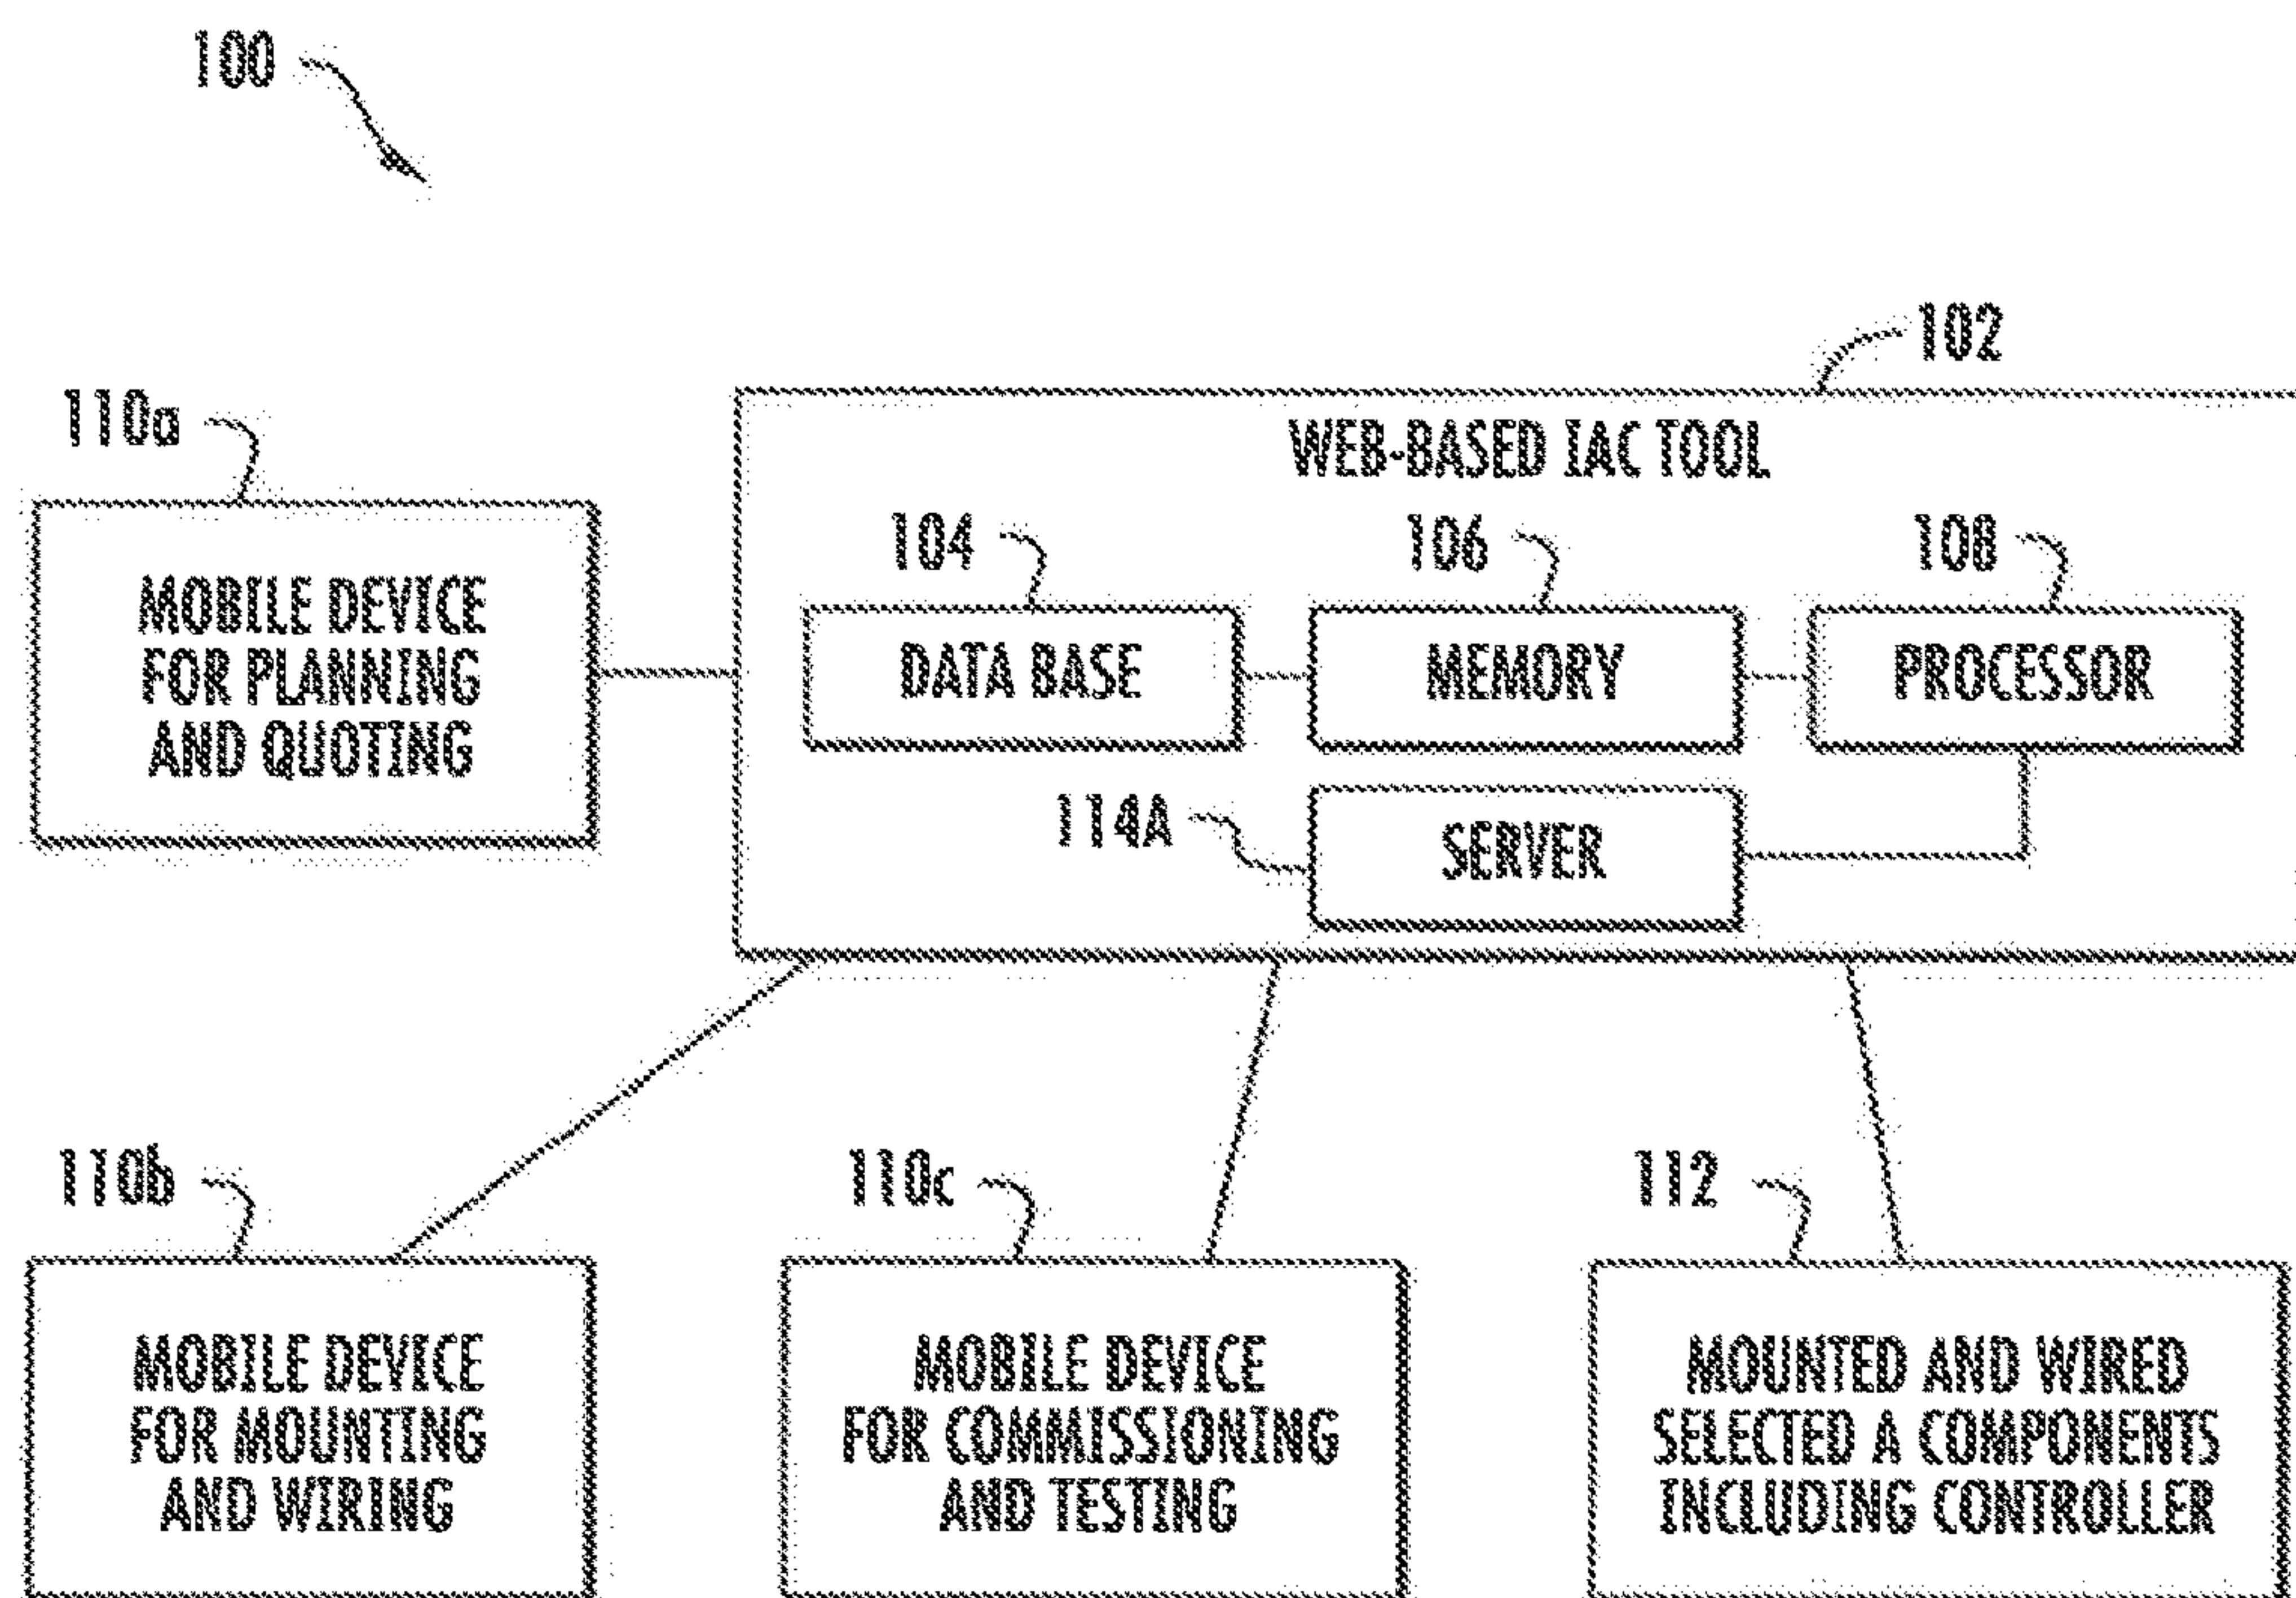 100
102
110a
WEB-BASED IAC TOOL
104
106
108
MOBILE DEVICE
FOR PLANNING
AND QUOTING
DATA BASE
MEMORY
PROCESSOR
114A
SERVER
110b
110c
112
MOBILE DEVICE
FOR MOUNTING
AND WIRING
MOBILE DEVICE
FOR COMMISSIONING
AND TESTING
MOUNTED AND WIRED
SELECTED A COMPONENTS
INCLUDING CONTROLLER